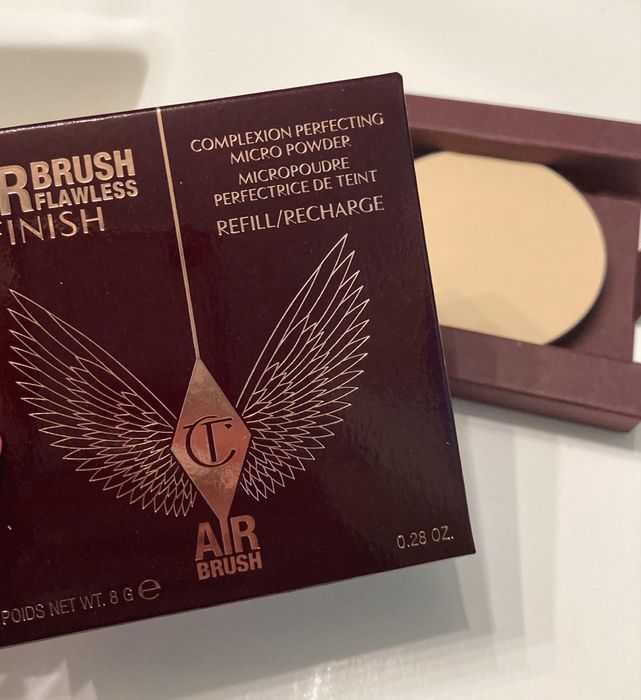 RBRUSH
FLAWLESS
FINISH
COMPLEXION PERFECTING
MICRO POWDER
MICROPOUDRE
PERFECTRICE DE TEINT
REFILL/RECHARGE
CT
AIR
BRUSH
0.28 OZ.
POIDS NET WT. 8 G e